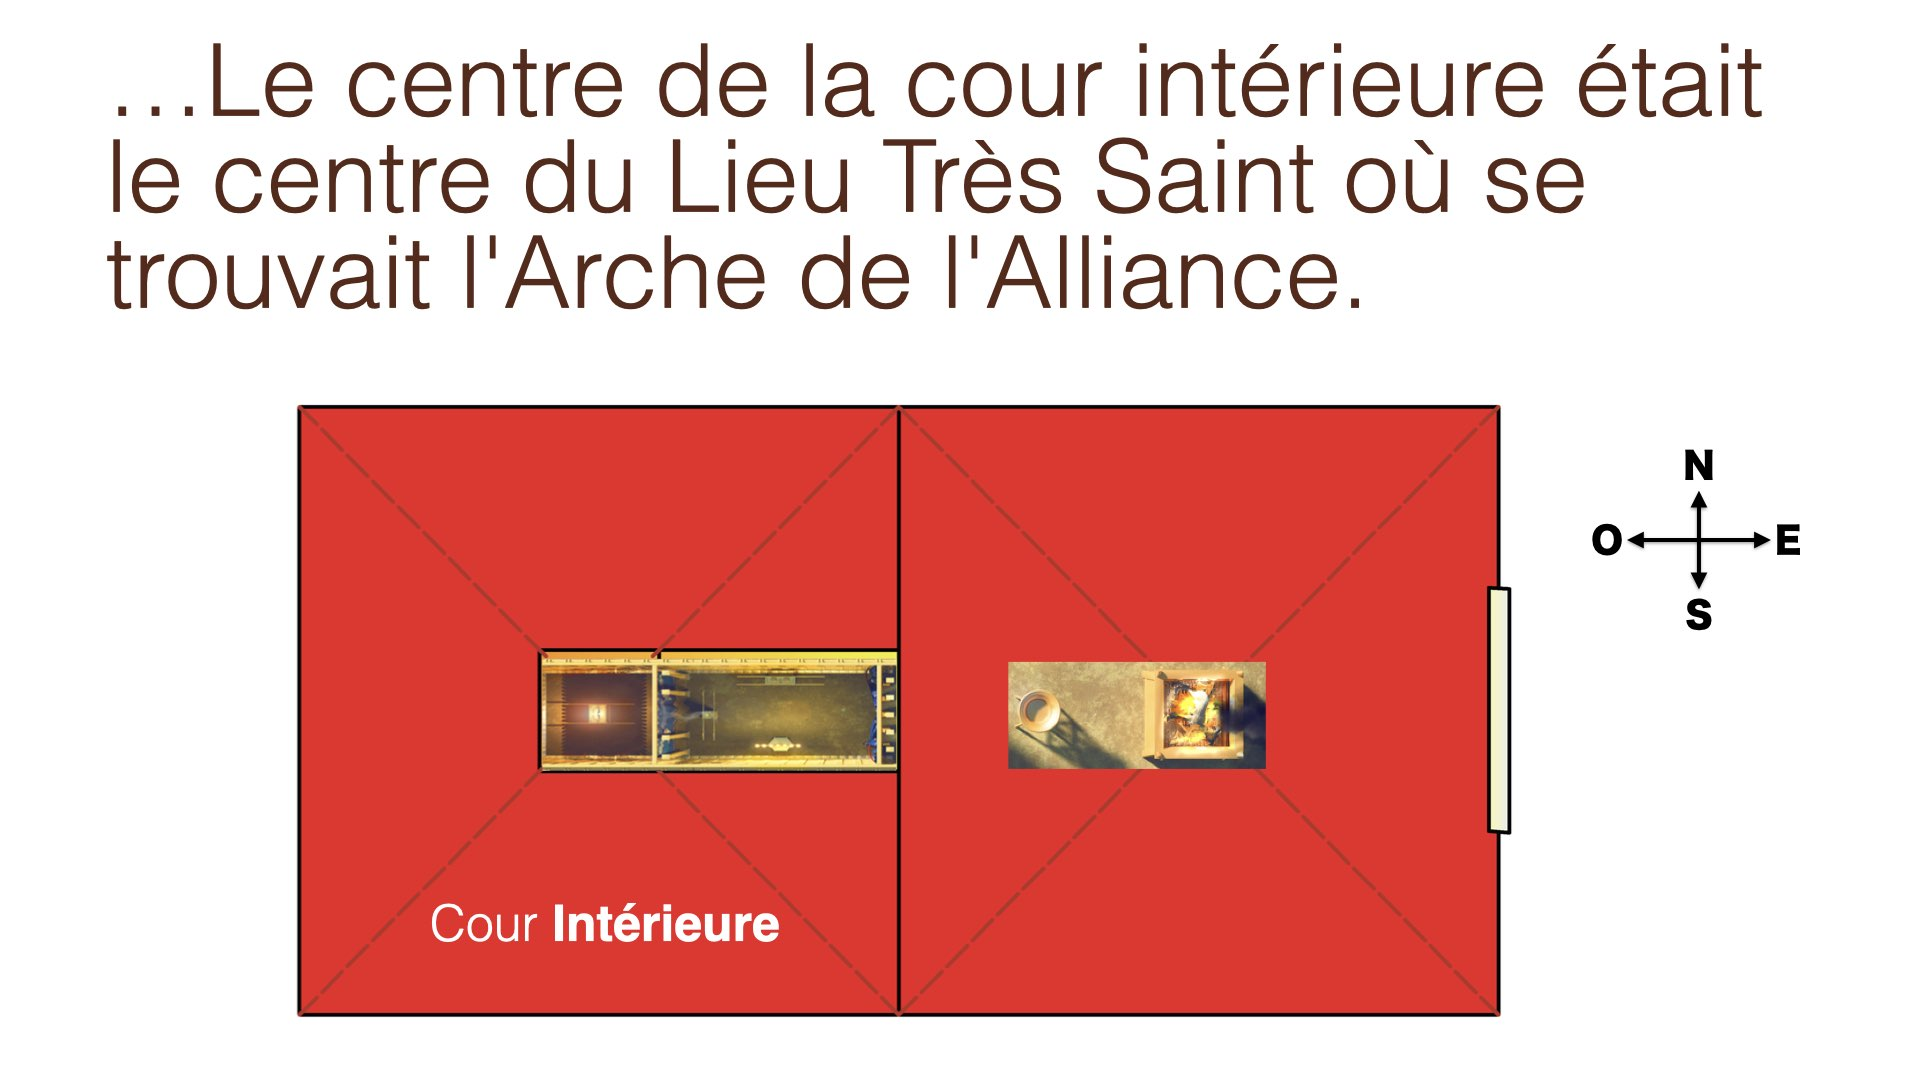 …Le centre de la cour intérieure était
le centre du Lieu Très Saint où se
trouvait l'Arche de l'Alliance.
N
O E
S
Cour Intérieure